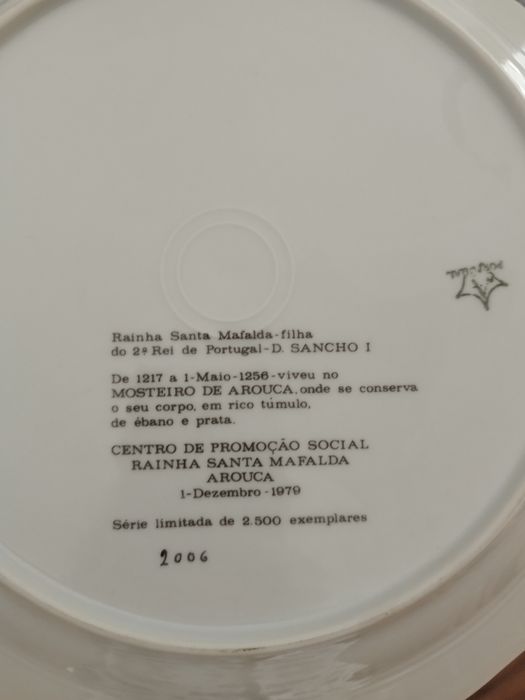 Rainha Santa Mafalda-filha
do 2º Rei de Portugal-D. SANCHO I
De 1217 a 1-Maio-1256-viveu no
MOSTEIRO DE AROUCA, onde se conserva
o seu corpo, em rico túmulo,
de ébano e prata.
CENTRO DE PROMOÇÃO SOCIAL
RAINHA SANTA MAFALDA
AROUCA
1-Dezembro-1979
Série limitada de 2.500 exemplares
2006